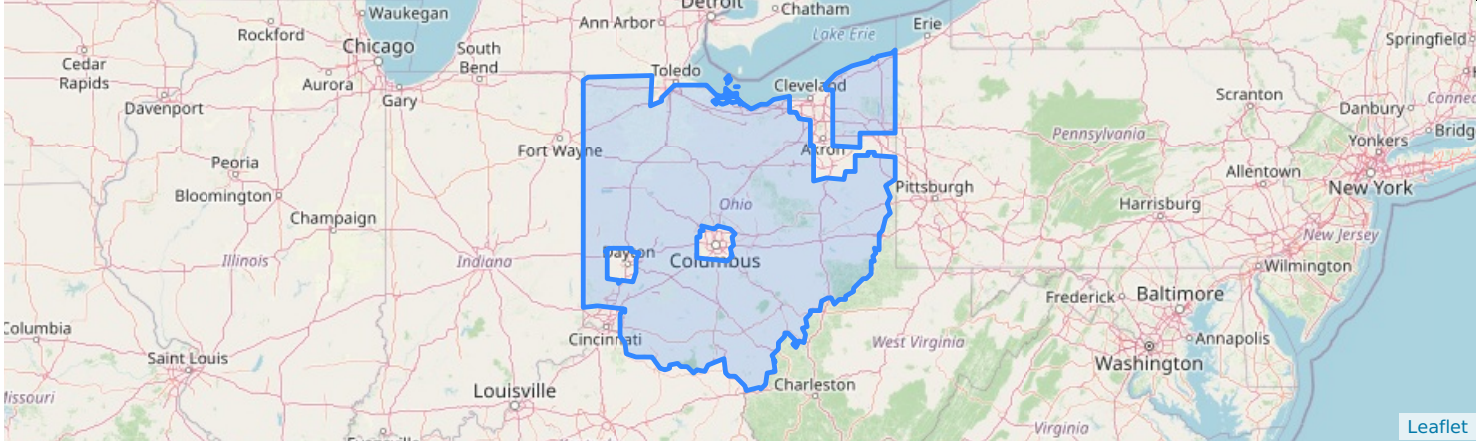 Detroit
Waukegan
Ann Arbor
Chatham
Erie
Rockford
Lake Erie
Chicago
South
Bend
Springfield
Cedar
Rapids
Aurora
Toledo
Cleveland
Gary
Davenport
Scranton
Danbury
Connec
Bridg
Pennsylvania
Yonkers
Fort Wayne
Akron
Peoria
Allentown
Bloomington
Pittsburgh
New York
Champaign
Ohio
Harrisburg
New Jersey
Illinois
Indiana
Dayton
Columbus
Wilmington
Frederick
Baltimore
Columbia
Cincinnati
West Virginia
Annapolis
Saint Louis
Washington
Missouri
Louisville
Charleston
Virginia
Leaflet